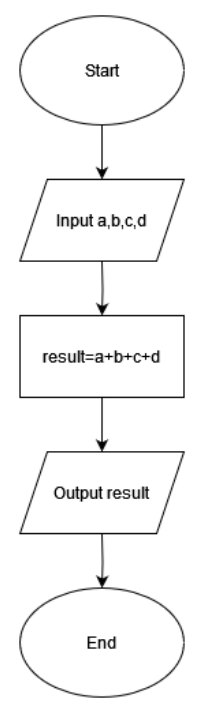 Start
Input a,b,c,d
result=a+b+c+d
Output result
End